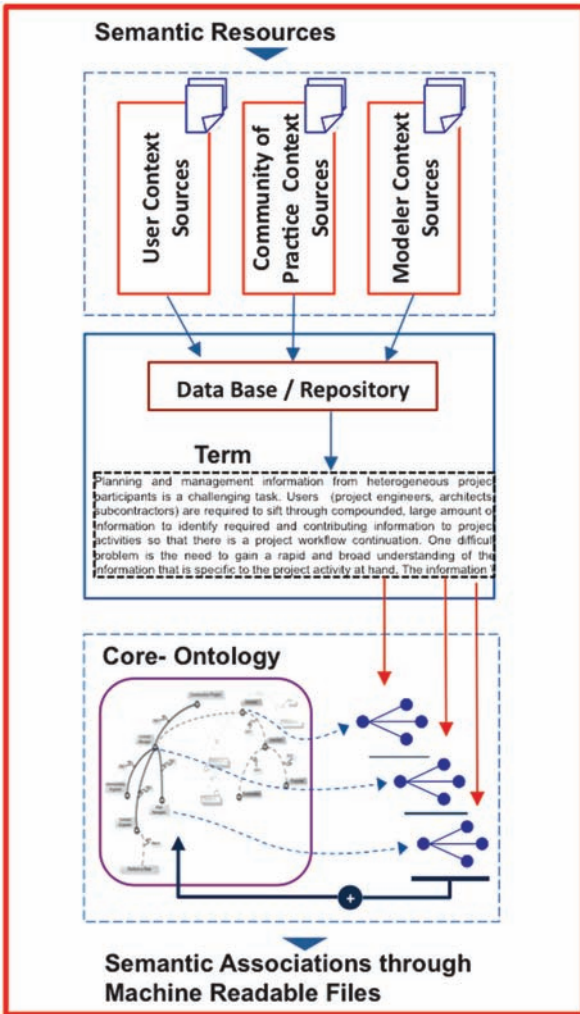 Semantic Resources
User Context
Sources
Community of
Practice Context
Sources
Modeler Context
Sources
Data Base / Repository
Term
Planning and management information from heterogeneous project
participants is a challenging task. Users (project engineers, architects
subcontractors) are required to sift through compounded, large amount o
information to identify required and contributing information to project
activities so that there is a project workflow continuation. One difficul
problem is the need to gain a rapid and broad understanding of the
information that is specific to the project activity at hand. The information
Core- Ontology
+
Semantic Associations through
Machine Readable Files